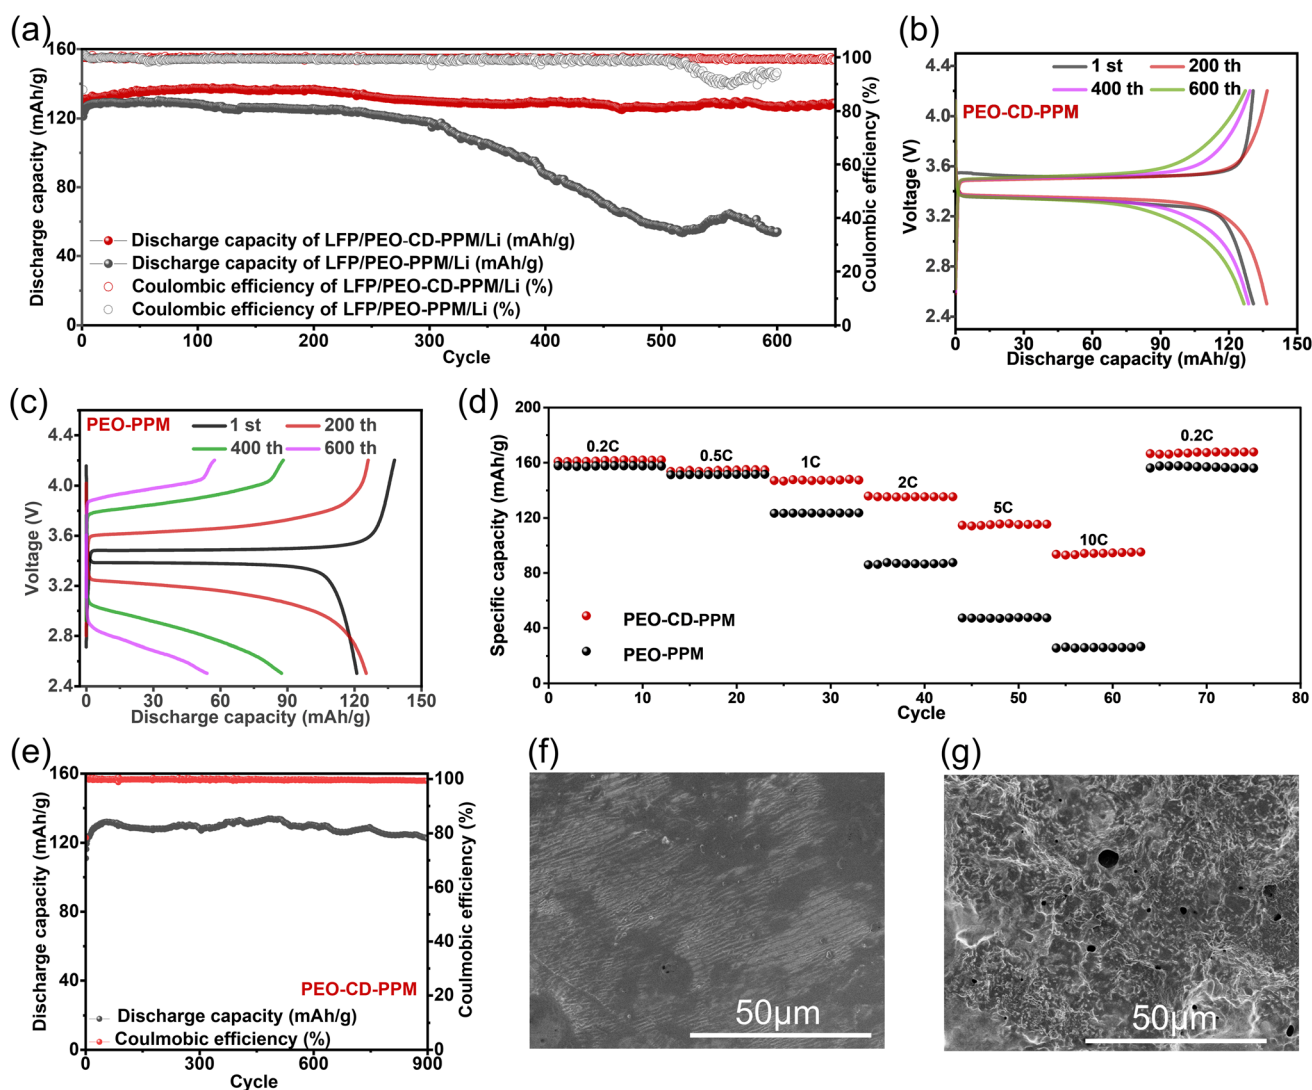 (a)
160
120
80
40
0
Discharge capacity (mAh/g)
100
80
60
40
20
0
Coulombic efficiency (%)
Discharge capacity of LFP/PEO-CD-PPM/Li (mAh/g)
Discharge capacity of LFP/PEO-PPM/Li (mAh/g)
Coulombic efficiency of LFP/PEO-CD-PPM/Li (%)
Coulombic efficiency of LFP/PEO-PPM/Li (%)
0 100 200 300 400 500 600
Cycle
(b)
4.4
3.6
3.2
2.8
2.4
Voltage (V)
1 st 200 th
400 th 600 th
PEO-CD-PPM
0 30 60 90 120 150
Discharge capacity (mAh/g)
(c)
4.4
4.0
3.6
3.2
2.8
2.4
Voltage (V)
PEO-PPM
1 st 200 th
400 th 600 th
0 30 60 90 120 150
Discharge capacity (mAh/g)
(d)
200
160
120
80
40
0
Specific capacity (mAh/g)
0.2C
0.5C
1C
2C
5C
10C
0.2C
PEO-CD-PPM
PEO-PPM
0 10 20 30 40 50 60 70 80
Cycle
(e)
160
120
80
40
0
Discharge capacity (mAh/g)
100
80
60
40
20
0
Coulmobic efficiency (%)
PEO-CD-PPM
Discharge capacity (mAh/g)
Coulmobic efficiency (%)
0 300 600 900
Cycle
(f)
50μm
(g)
50μm